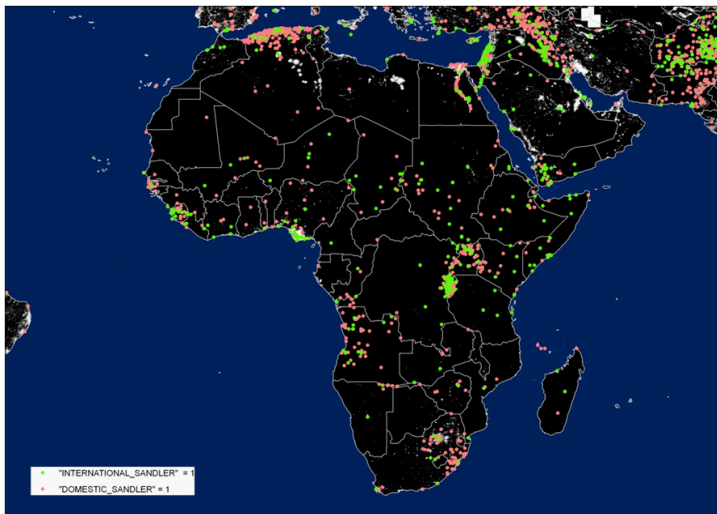 "INTERNATIONAL_SANDLER" = 1
"DOMESTIC_SANDLER" = 1